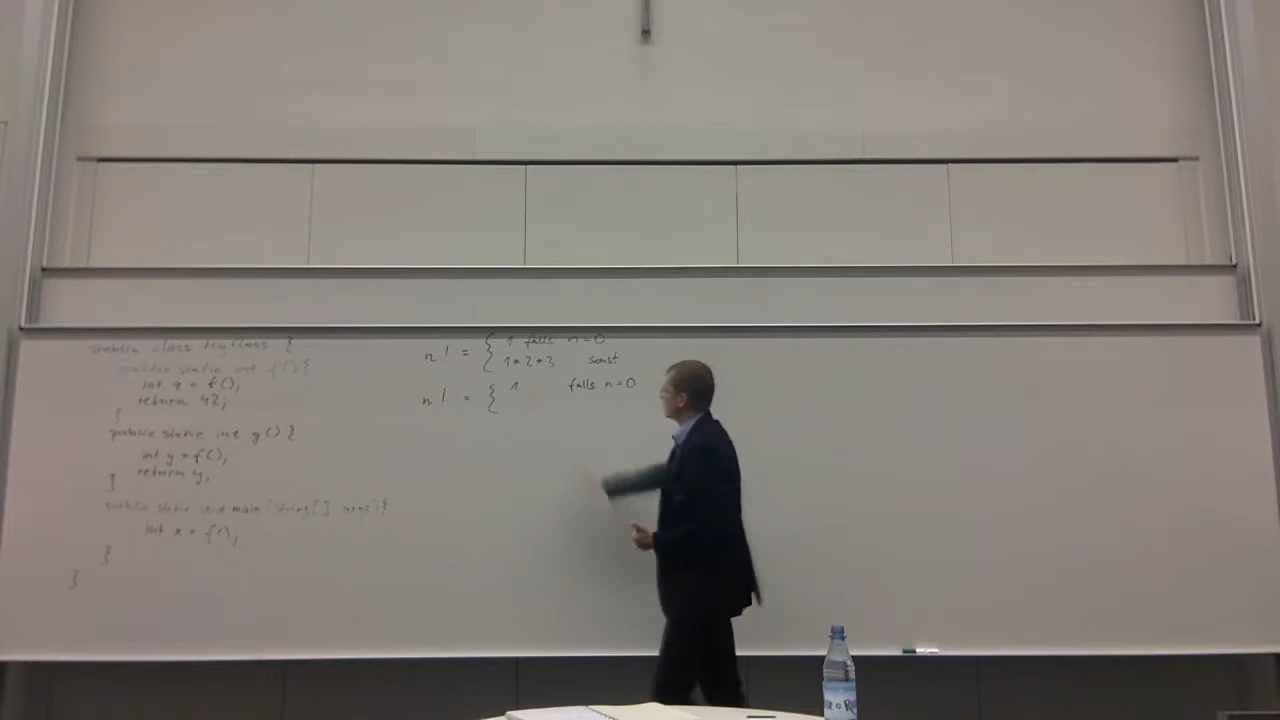 public class MyClass {
public static int f() {
int x = f();
return 42;
}
public static int g() {
int y = f();
return y;
}
public static void main (String[] args) {
int x = f();
}
}
n! = { 1 falls n=0
1*2*3 sonst
n! = { 1 falls n=0